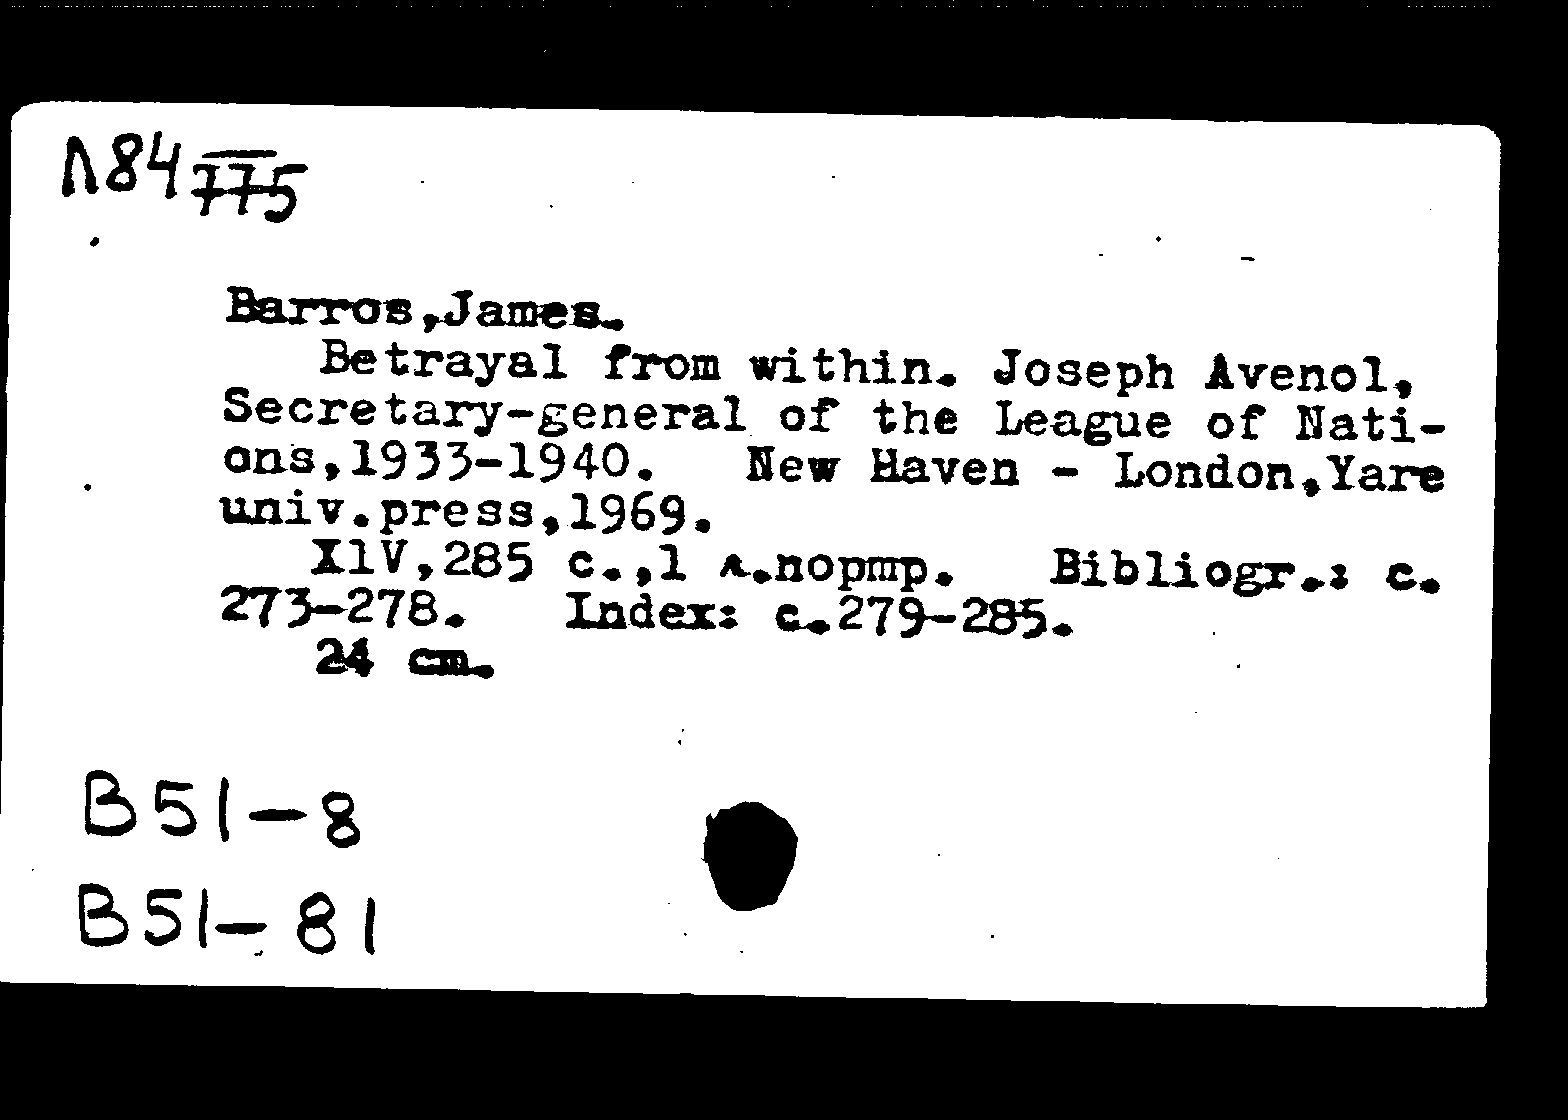 Л84 775
Barros,James.
Betrayal from within. Joseph Avenol,
Secretary-general of the League of Nati-
ons,1933-1940. New Haven - London,Yare
univ.press,1969.
XlV,285 c.,1 л.портр. Bibliogr.: c.
273-278. Index: c.279-285.
24 cm.
B51-8
B51-81